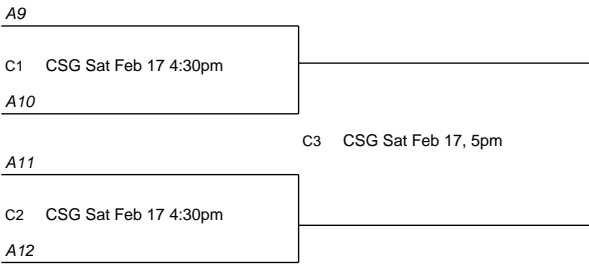 A9
C1 CSG Sat Feb 17 4:30pm
A10
C3 CSG Sat Feb 17, 5pm
A11
C2 CSG Sat Feb 17 4:30pm
A12